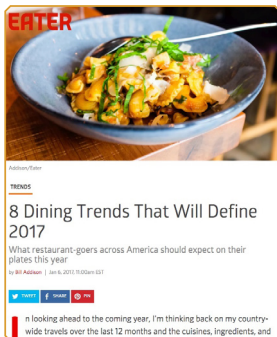 EATER
Addison/Eater
TRENDS
8 Dining Trends That Will Define
2017
What restaurant-goers across America should expect on their
plates this year
by Bill Addison | Jan 6, 2017, 11:00am EST
TWEET
SHARE
PIN
In looking ahead to the coming year, I'm thinking back on my country-
wide travels over the last 12 months and the cuisines, ingredients, and